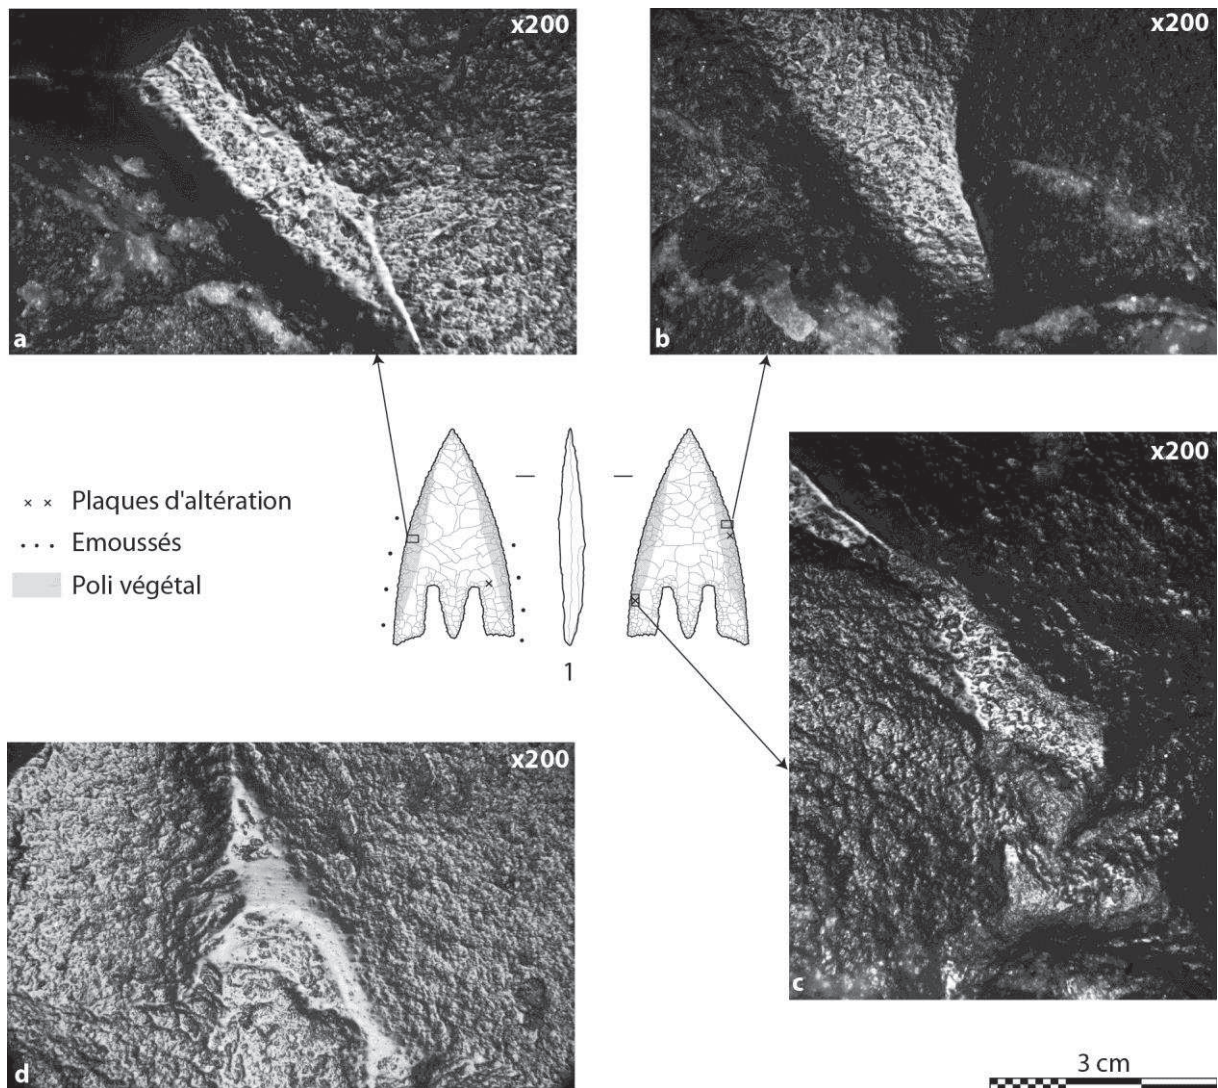 x200
a
x200
b
x200
c
x x Plaques d'altération
• • • Emoussés
Poli végétal
1
x200
d
3 cm